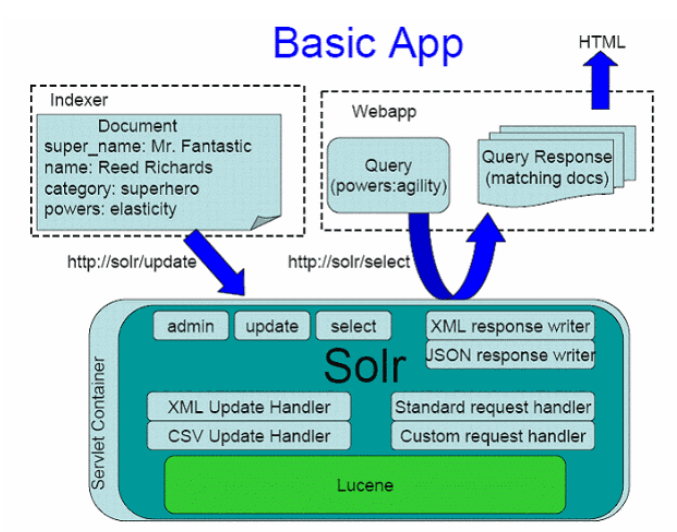 Basic App
HTML
Indexer
Document
super_name: Mr. Fantastic
name: Reed Richards
category: superhero
powers: elasticity
Webapp
Query
(powers:agility)
Query Response
(matching docs)
http://solr/update
http://solr/select
Servlet Container
admin
update
select
XML response writer
JSON response writer
Solr
XML Update Handler
CSV Update Handler
Standard request handler
Custom request handler
Lucene